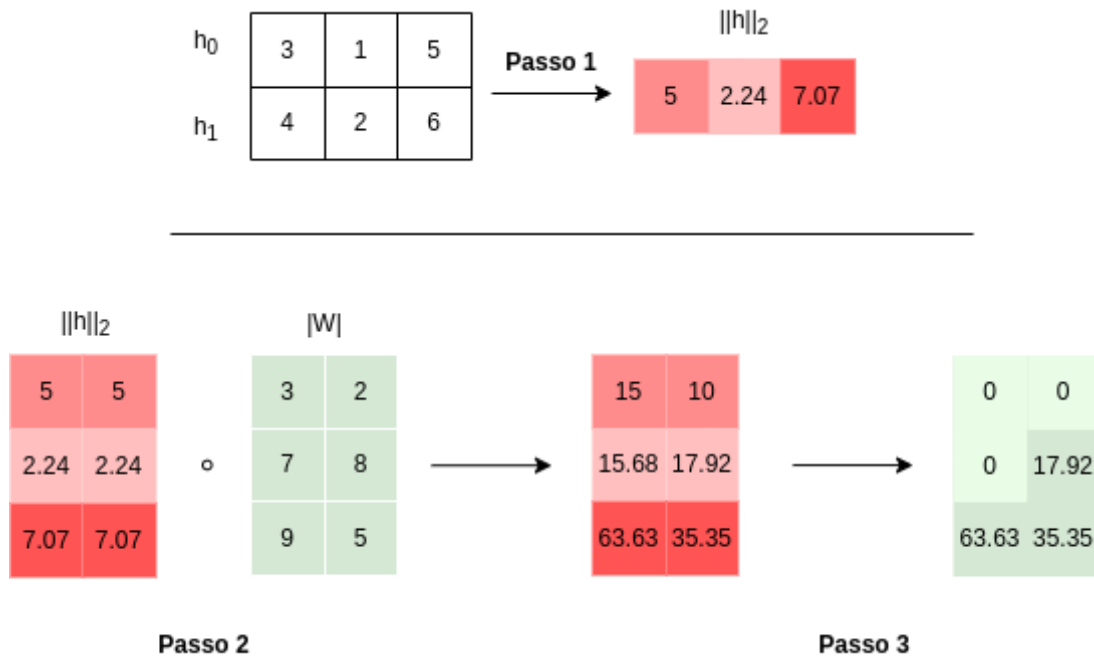 ||h||₂
h₀ 3 1 5
Passo 1
5 2.24 7.07
h₁ 4 2 6
||h||₂ |W|
5 5 3 2 15 10 0 0
2.24 2.24 ∘ 7 8 15.68 17.92 0 17.92
7.07 7.07 9 5 63.63 35.35 63.63 35.35
Passo 2 Passo 3